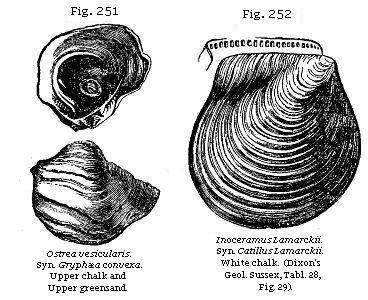 Fig. 251
Ostrea vesicularis.
Syn. Gryphæa convexa.
Upper chalk and
Upper greensand.
Fig. 252
Inoceramus Lamarckii.
Syn. Catillus Lamarckii.
White chalk. (Dixon's
Geol. Sussex, Tabl. 28,
Fig. 29).